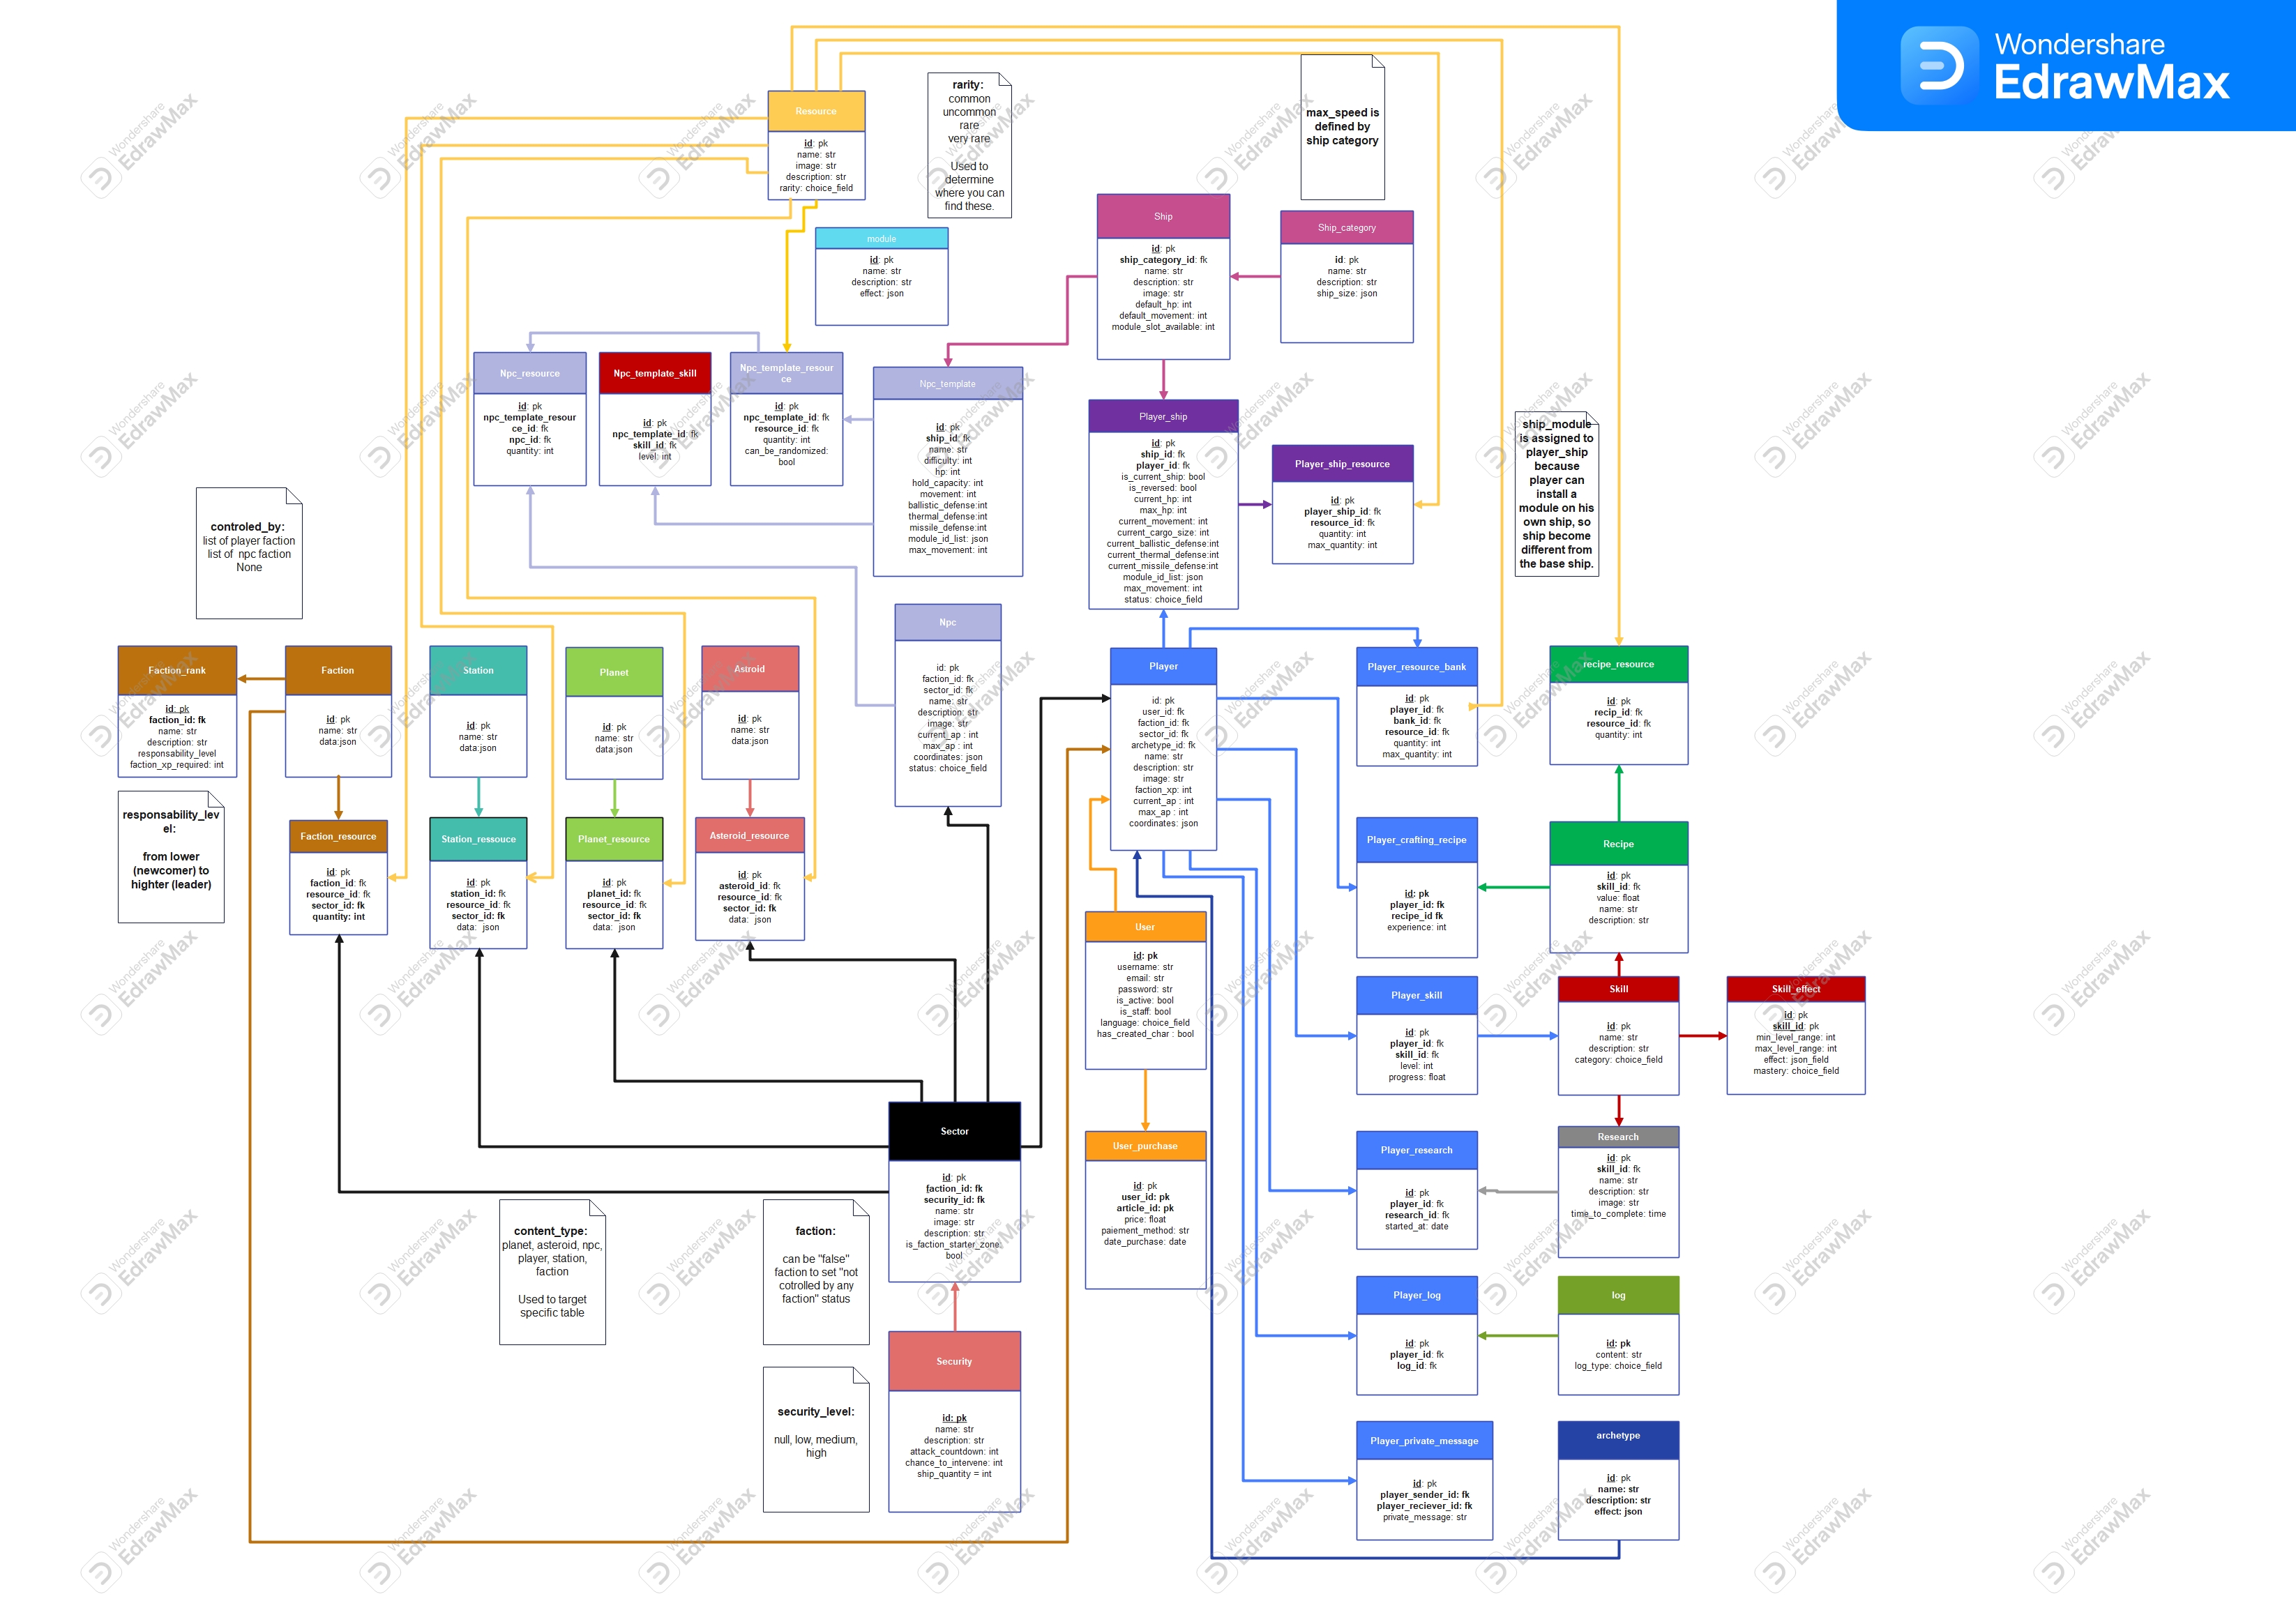 Wondershare
EdrawMax
Resource
id: pk
name: str
image: str
description: str
rarity: choice_field
rarity:
common
uncommon
rare
very rare
Used to
determine
where you can
find these.
max_speed is
defined by
ship category
module
id: pk
name: str
description: str
effect: json
Ship
id: pk
ship_category_id: fk
name: str
description: str
image: str
default_hp: int
default_movement: int
module_slot_available: int
Ship_category
id: pk
name: str
description: str
ship_size: json
Npc_resource
id: pk
npc_template_resour
ce_id: fk
npc_id: fk
quantity: int
Npc_template_skill
id: pk
npc_template_id: fk
skill_id: fk
level: int
Npc_template_resour
ce
id: pk
npc_template_id: fk
resource_id: fk
quantity: int
can_be_randomized:
bool
Npc_template
id: pk
ship_id: fk
name: str
difficulty: int
hp: int
hold_capacity: int
movement: int
ballistic_defense:int
thermal_defense:int
missile_defense:int
module_id_list: json
max_movement: int
Player_ship
id: pk
ship_id: fk
player_id: fk
is_current_ship: bool
is_reversed: bool
current_hp: int
max_hp: int
current_movement: int
current_cargo_size: int
current_ballistic_defense:int
current_thermal_defense:int
current_missile_defense:int
module_id_list: json
max_movement: int
status: choice_field
Player_ship_resource
id: pk
player_ship_id: fk
resource_id: fk
quantity: int
max_quantity: int
ship_module
is assigned to
player_ship
because
player can
install a
module on his
own ship, so
ship become
different from
the base ship.
controled_by:
list of player faction
list of npc faction
None
Faction_rank
id: pk
faction_id: fk
name: str
description: str
responsability_level
faction_xp_required: int
Faction
id: pk
name: str
data:json
Station
id: pk
name: str
data:json
Planet
id: pk
name: str
data:json
Astroid
id: pk
name: str
data:json
Npc
id: pk
faction_id: fk
sector_id: fk
name: str
description: str
image: str
current_ap : int
max_ap : int
coordinates: json
status: choice_field
Player
id: pk
user_id: fk
faction_id: fk
sector_id: fk
archetype_id: fk
name: str
description: str
image: str
faction_xp: int
current_ap : int
max_ap : int
coordinates: json
Player_resource_bank
id: pk
player_id: fk
bank_id: fk
resource_id: fk
quantity: int
max_quantity: int
recipe_resource
id: pk
recip_id: fk
resource_id: fk
quantity: int
responsability_lev
el:
from lower
(newcomer) to
highter (leader)
Faction_resource
id: pk
faction_id: fk
resource_id: fk
sector_id: fk
quantity: int
Station_ressouce
id: pk
station_id: fk
resource_id: fk
sector_id: fk
data: json
Planet_resource
id: pk
planet_id: fk
resource_id: fk
sector_id: fk
data: json
Asteroid_resource
id: pk
asteroid_id: fk
resource_id: fk
sector_id: fk
data: json
Player_crafting_recipe
id: pk
player_id: fk
recipe_id fk
experience: int
Recipe
id: pk
skill_id: fk
value: float
name: str
description: str
User
id: pk
username: str
email: str
password: str
is_active: bool
is_staff: bool
language: choice_field
has_created_char : bool
Player_skill
id: pk
player_id: fk
skill_id: fk
level: int
progress: float
Skill
id: pk
name: str
description: str
category: choice_field
Skill_effect
id: pk
skill_id: pk
min_level_range: int
max_level_range: int
effect: json_field
mastery: choice_field
Sector
id: pk
faction_id: fk
security_id: fk
name: str
image: str
description: str
is_faction_starter_zone:
bool
User_purchase
id: pk
user_id: pk
article_id: pk
price: float
paiement_method: str
date_purchase: date
Player_research
id: pk
player_id: fk
research_id: fk
started_at: date
Research
id: pk
skill_id: fk
name: str
description: str
image: str
time_to_complete: time
content_type:
planet, asteroid, npc,
player, station,
faction
Used to target
specific table
faction:
can be "false"
faction to set "not
cotrolled by any
faction" status
Player_log
id: pk
player_id: fk
log_id: fk
log
id: pk
content: str
log_type: choice_field
security_level:
null, low, medium,
high
Security
id: pk
name: str
description: str
attack_countdown: int
chance_to_intervene: int
ship_quantity = int
Player_private_message
id: pk
player_sender_id: fk
player_reciever_id: fk
private_message: str
archetype
id: pk
name: str
description: str
effect: json